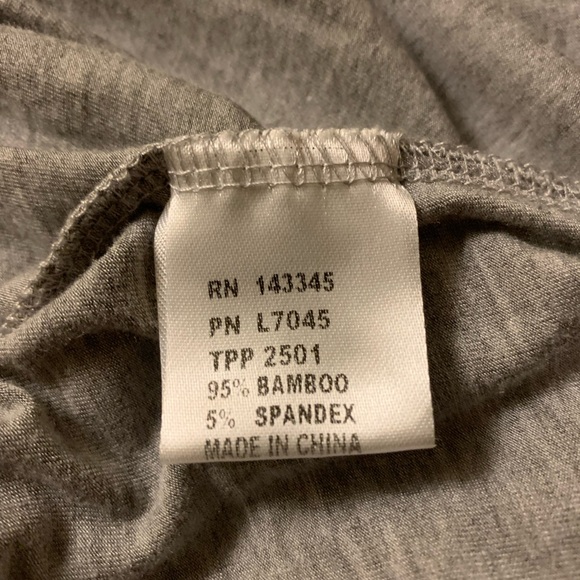 RN 143345
PN L7045
TPP 2501
95% BAMBOO
5% SPANDEX
MADE IN CHINA